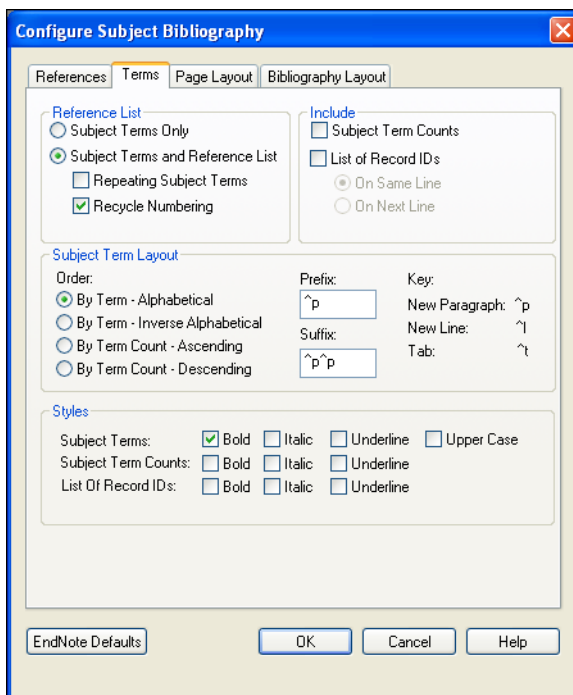 Configure Subject Bibliography
References Terms Page Layout Bibliography Layout
Reference List
Subject Terms Only
Subject Terms and Reference List
Repeating Subject Terms
Recycle Numbering
Include
Subject Term Counts
List of Record IDs
On Same Line
On Next Line
Subject Term Layout
Order:
By Term - Alphabetical
By Term - Inverse Alphabetical
By Term Count - Ascending
By Term Count - Descending
Prefix:
^p
Suffix:
^p^p
Key:
New Paragraph: ^p
New Line: ^l
Tab: ^t
Styles
Subject Terms: Bold Italic Underline Upper Case
Subject Term Counts: Bold Italic Underline
List Of Record IDs: Bold Italic Underline
EndNote Defaults OK Cancel Help